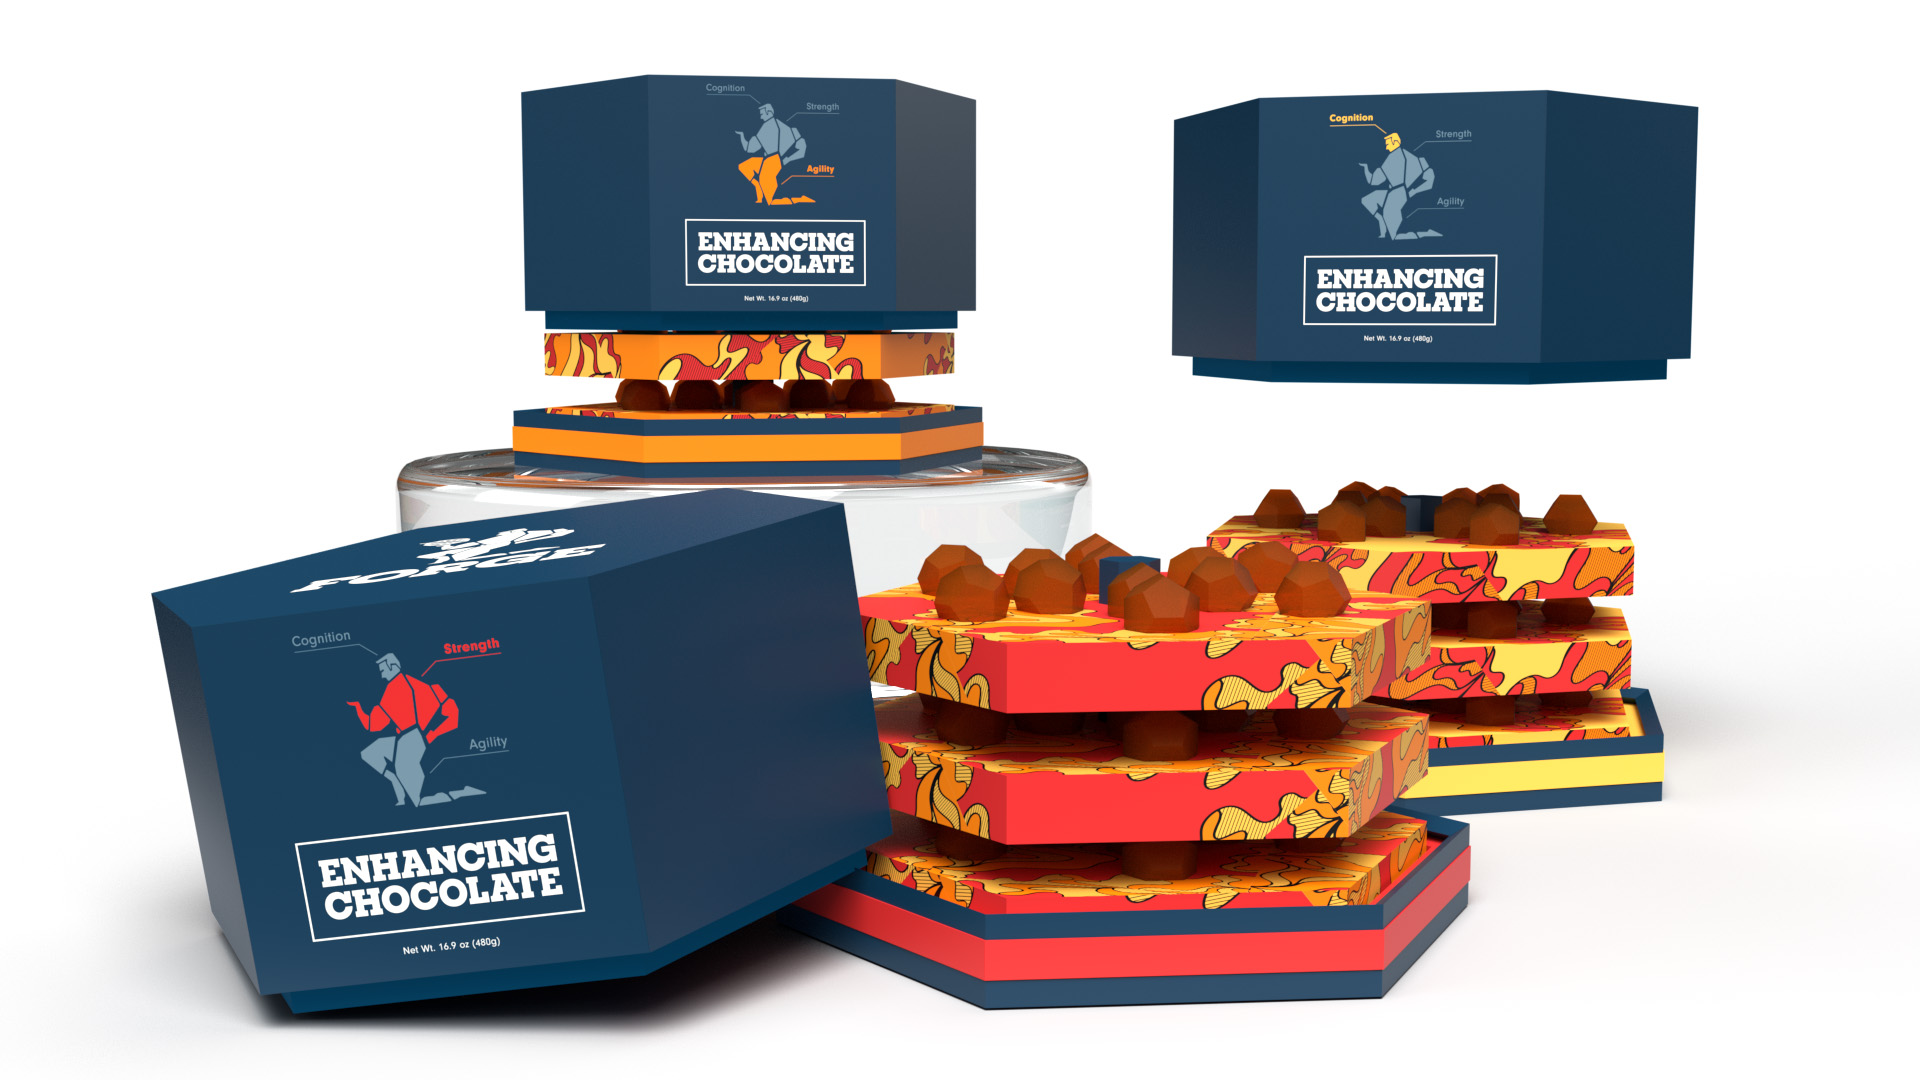 Cognition
Strength
Agility
ENHANCING
CHOCOLATE
Net Wt. 16.9 oz (480g)
Cognition
Strength
Agility
ENHANCING
CHOCOLATE
Net Wt. 16.9 oz (480g)
FORGE
Cognition
Strength
Agility
ENHANCING
CHOCOLATE
Net Wt. 16.9 oz (480g)